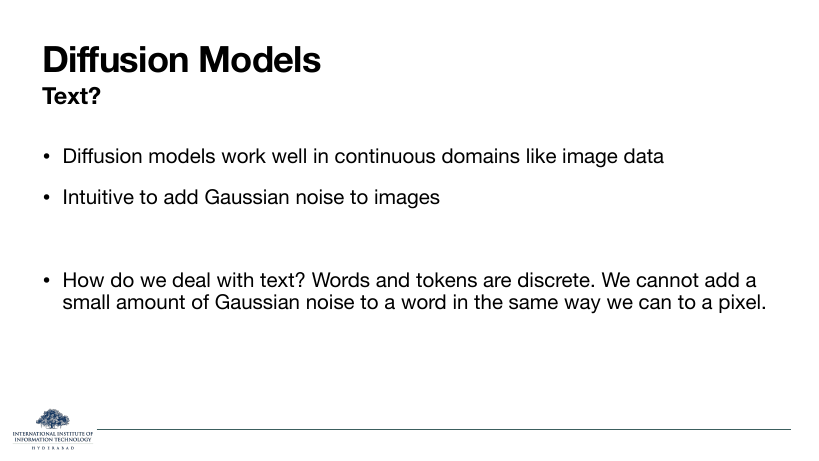 Diffusion Models
Text?
• Diffusion models work well in continuous domains like image data
• Intuitive to add Gaussian noise to images
• How do we deal with text? Words and tokens are discrete. We cannot add a
small amount of Gaussian noise to a word in the same way we can to a pixel.
INTERNATIONAL INSTITUTE OF
INFORMATION TECHNOLOGY
HYDERABAD